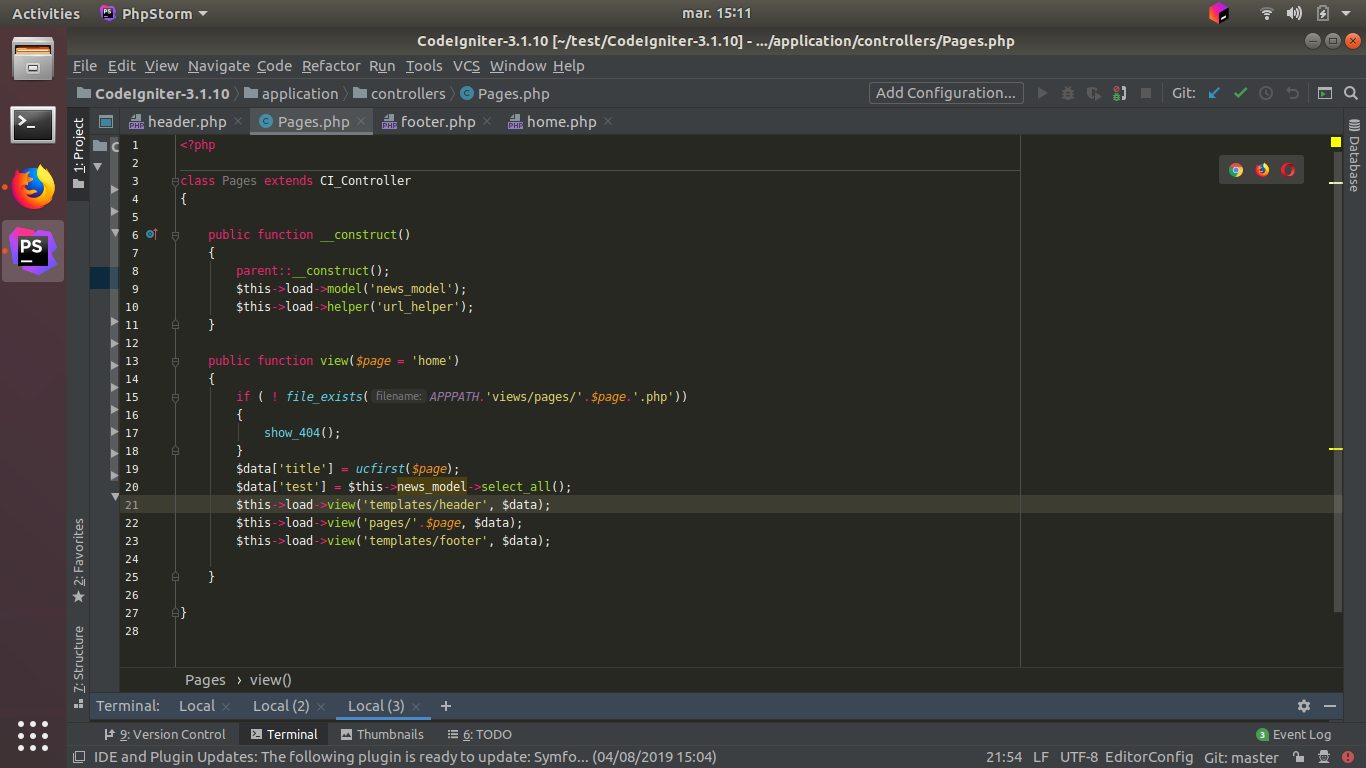 Activities PhpStorm mar. 15:11
CodeIgniter-3.1.10 [~/test/CodeIgniter-3.1.10] - .../application/controllers/Pages.php
File Edit View Navigate Code Refactor Run Tools VCS Window Help
CodeIgniter-3.1.10 application controllers Pages.php Add Configuration... Git:
header.php Pages.php footer.php home.php
1: Project
Database
PS
1 <?php
2
3 class Pages extends CI_Controller
4 {
5
6 public function __construct()
7 {
8 parent::__construct();
9 $this->load->model('news_model');
10 $this->load->helper('url_helper');
11 }
12
13 public function view($page = 'home')
14 {
15 if ( ! file_exists( filename: APPPATH.'views/pages/'.$page.'.php'))
16 {
17 show_404();
18 }
19 $data['title'] = ucfirst($page);
20 $data['test'] = $this->news_model->select_all();
21 $this->load->view('templates/header', $data);
22 $this->load->view('pages/'.$page, $data);
23 $this->load->view('templates/footer', $data);
24
25 }
26
27 }
28
2: Favorites
7: Structure
Pages › view()
Terminal: Local Local (2) Local (3)
9: Version Control Terminal Thumbnails 6: TODO 3 Event Log
IDE and Plugin Updates: The following plugin is ready to update: Symfo... (04/08/2019 15:04) 21:54 LF UTF-8 EditorConfig Git: master